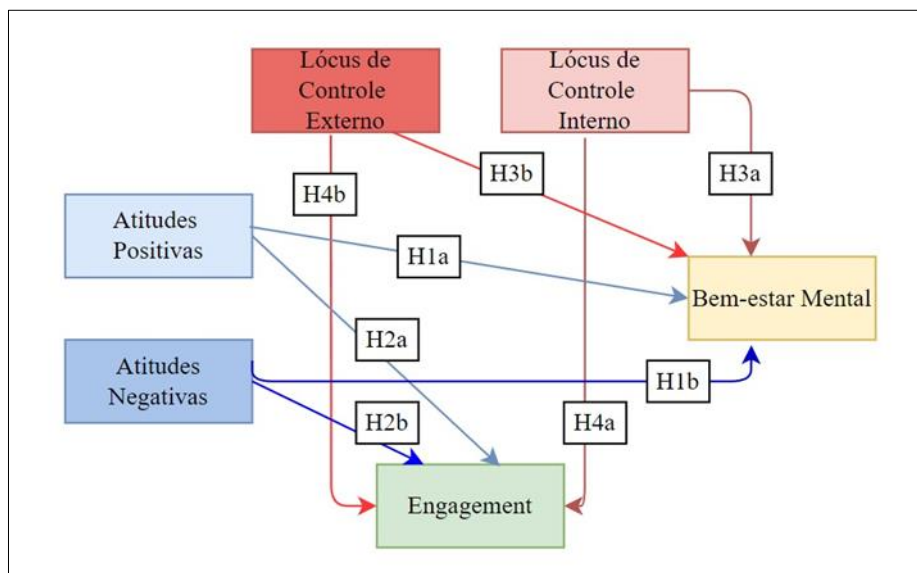 Lócus de
Controle
Externo
Lócus de
Controle
Interno
H3b
H3a
H4b
Atitudes
Positivas
H1a
Bem-estar Mental
H2a
Atitudes
Negativas
H1b
H2b
H4a
Engagement